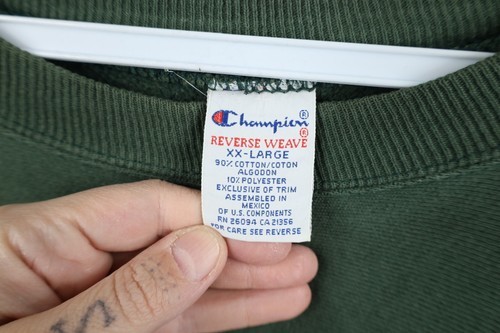 Champion®
REVERSE WEAVE®
XX-LARGE
90% COTTON/COTON
ALGODON
10% POLYESTER
EXCLUSIVE OF TRIM
ASSEMBLED IN
MEXICO
OF U.S. COMPONENTS
RN 26094 CA 21356
FOR CARE SEE REVERSE